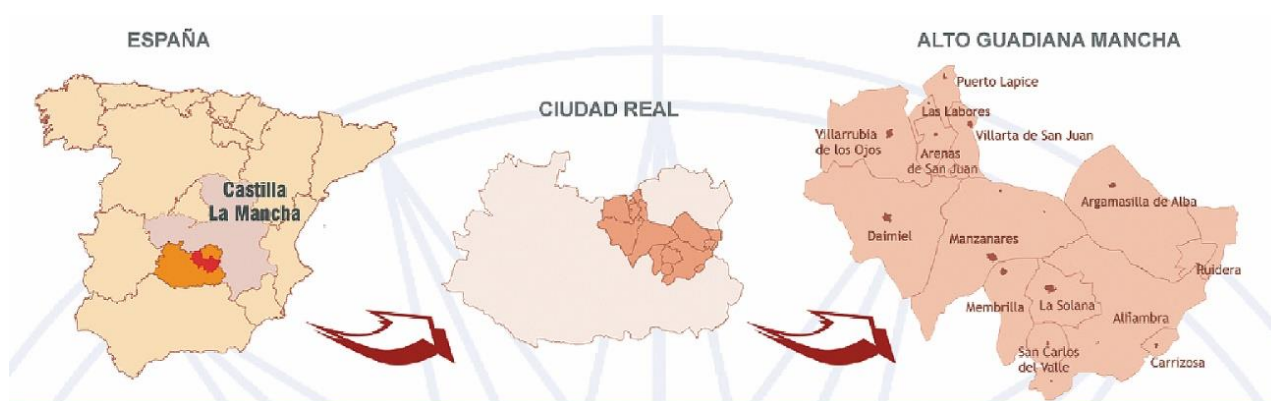 ESPAÑA
Castilla
La Mancha
CIUDAD REAL
ALTO GUADIANA MANCHA
Puerto Lapice
Las Labores
Villarta de San Juan
Villarrubia
de los Ojos
Arenas
de San Juan
Argamasilla de Alba
Daimiel
Manzanares
Ruidera
Membrilla
La Solana
Alhambra
San Carlos
del Valle
Carrizosa